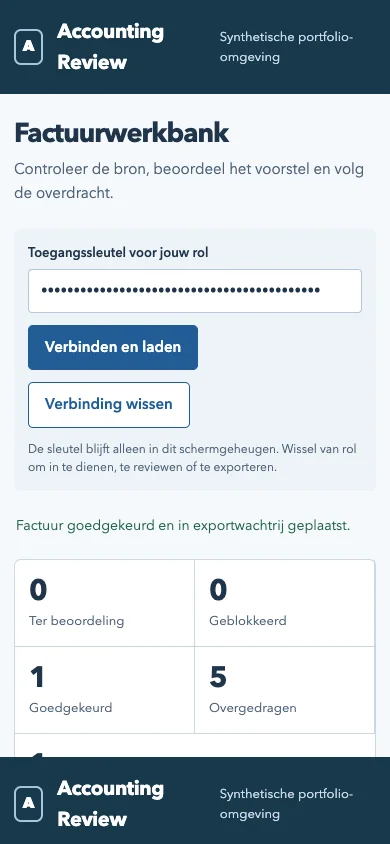 A
Accounting
Review
Synthetische portfolio-
omgeving
Factuurwerkbank
Controleer de bron, beoordeel het voorstel en volg
de overdracht.
Toegangssleutel voor jouw rol
Verbinden en laden
Verbinding wissen
De sleutel blijft alleen in dit schermgeheugen. Wissel van rol
om in te dienen, te reviewen of te exporteren.
Factuur goedgekeurd en in exportwachtrij geplaatst.
0
Ter beoordeling
0
Geblokkeerd
1
Goedgekeurd
5
Overgedragen
A
Accounting
Review
Synthetische portfolio-
omgeving